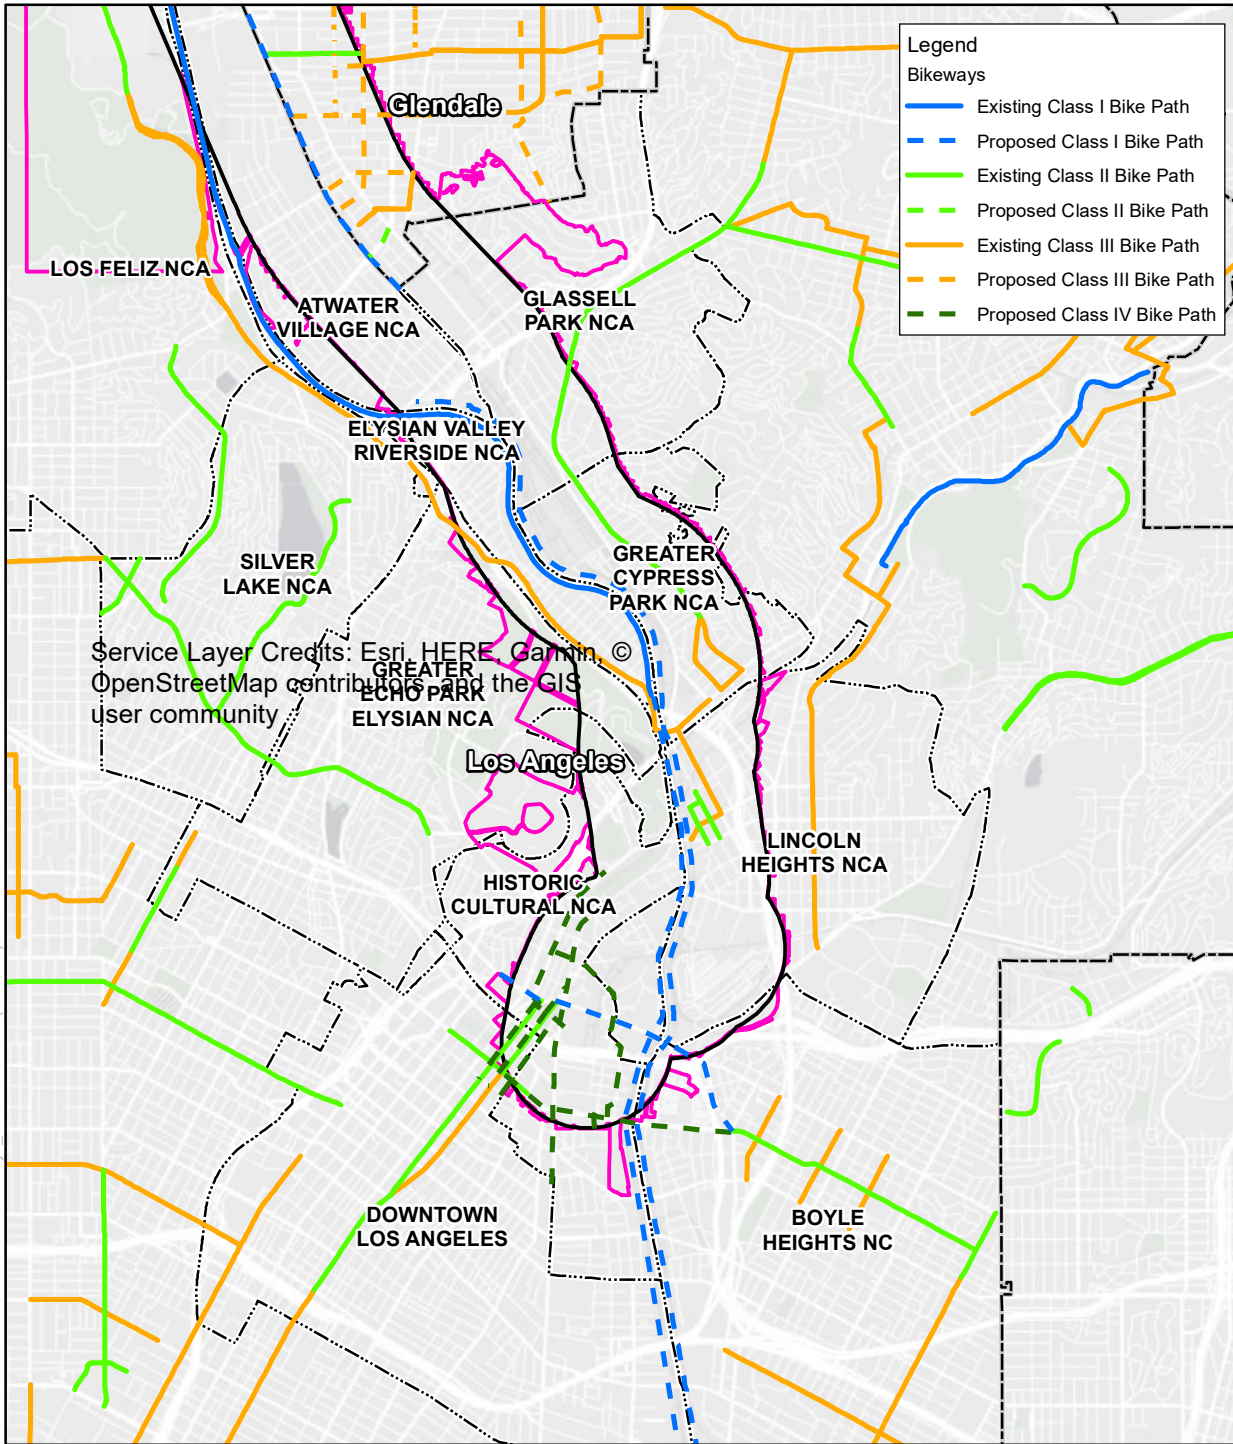 Legend
Bikeways
Existing Class I Bike Path
Proposed Class I Bike Path
Existing Class II Bike Path
Proposed Class II Bike Path
Existing Class III Bike Path
Proposed Class III Bike Path
Proposed Class IV Bike Path
Glendale
LOS FELIZ NCA
ATWATER
VILLAGE NCA
GLASSELL
PARK NCA
ELYSIAN VALLEY
RIVERSIDE NCA
SILVER
LAKE NCA
GREATER
CYPRESS
PARK NCA
Service Layer Credits: Esri, HERE, Garmin, ©
OpenStreetMap contributors, and the GIS
user community
GREATER
ECHO PARK
ELYSIAN NCA
Los Angeles
LINCOLN
HEIGHTS NCA
HISTORIC
CULTURAL NCA
DOWNTOWN
LOS ANGELES
BOYLE
HEIGHTS NC